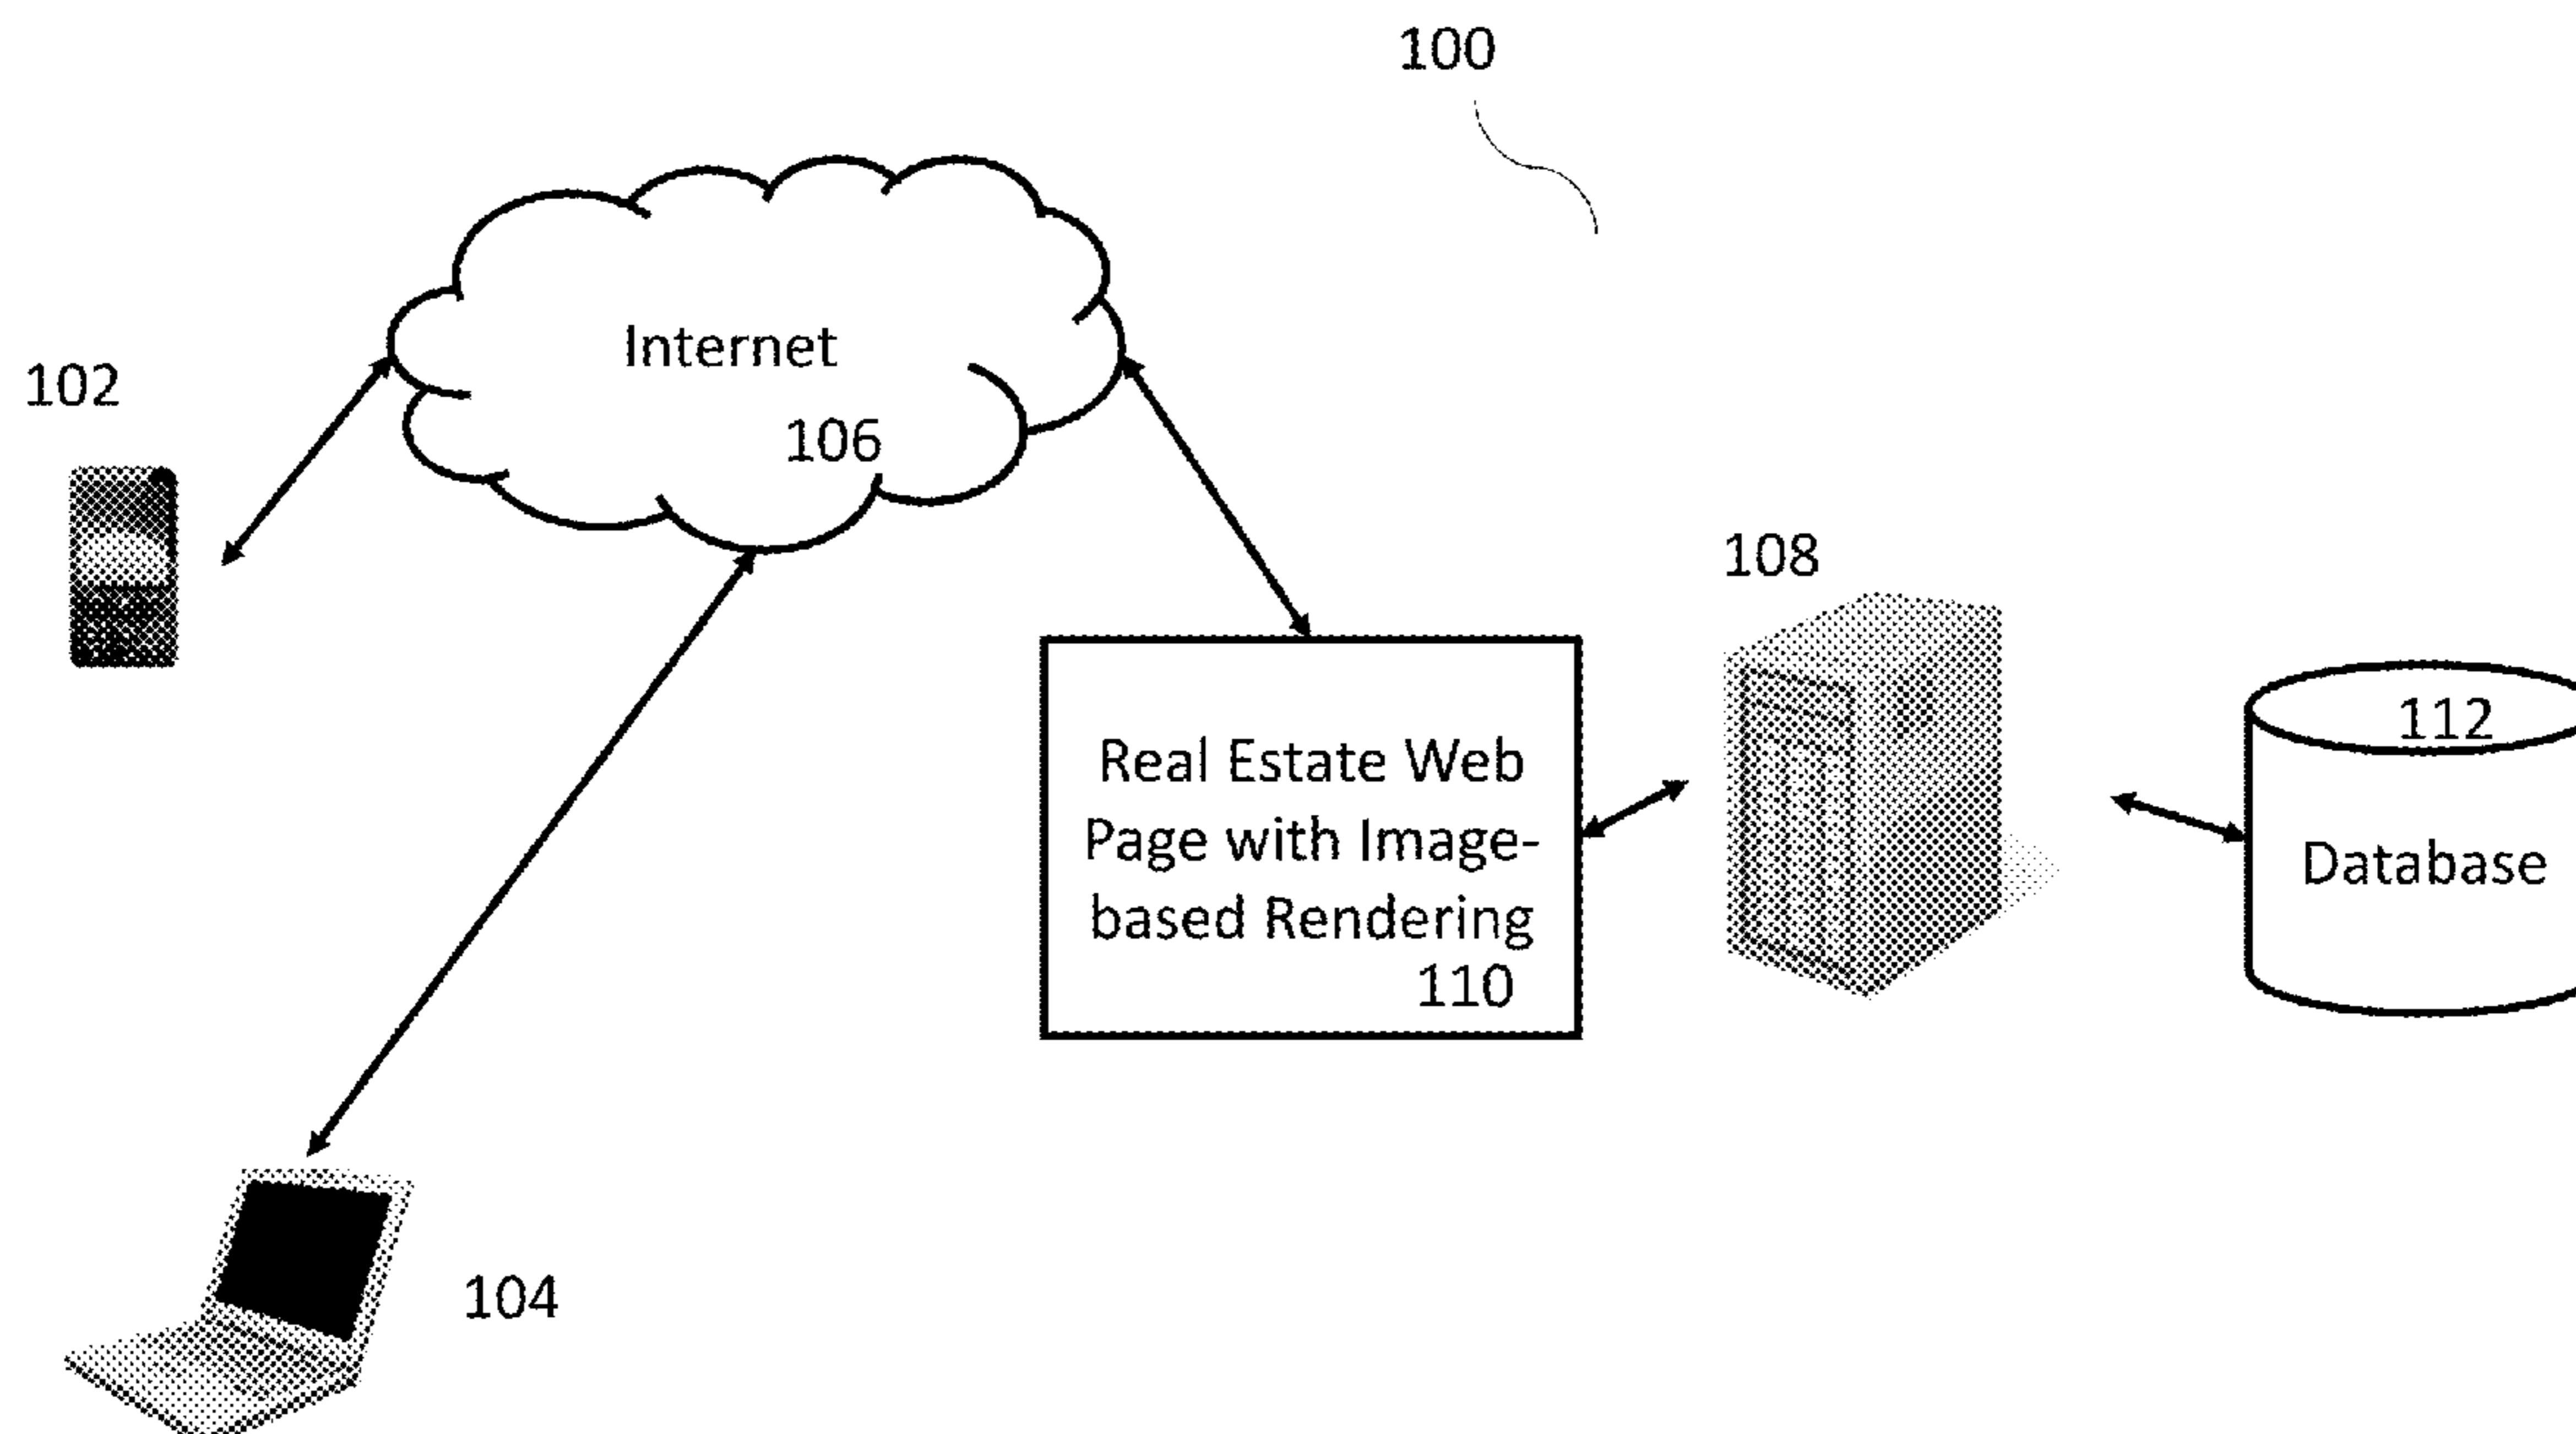 100
Internet
102
106
108
112
Real Estate Web
Page with Image-
based Rendering
110
Database
104